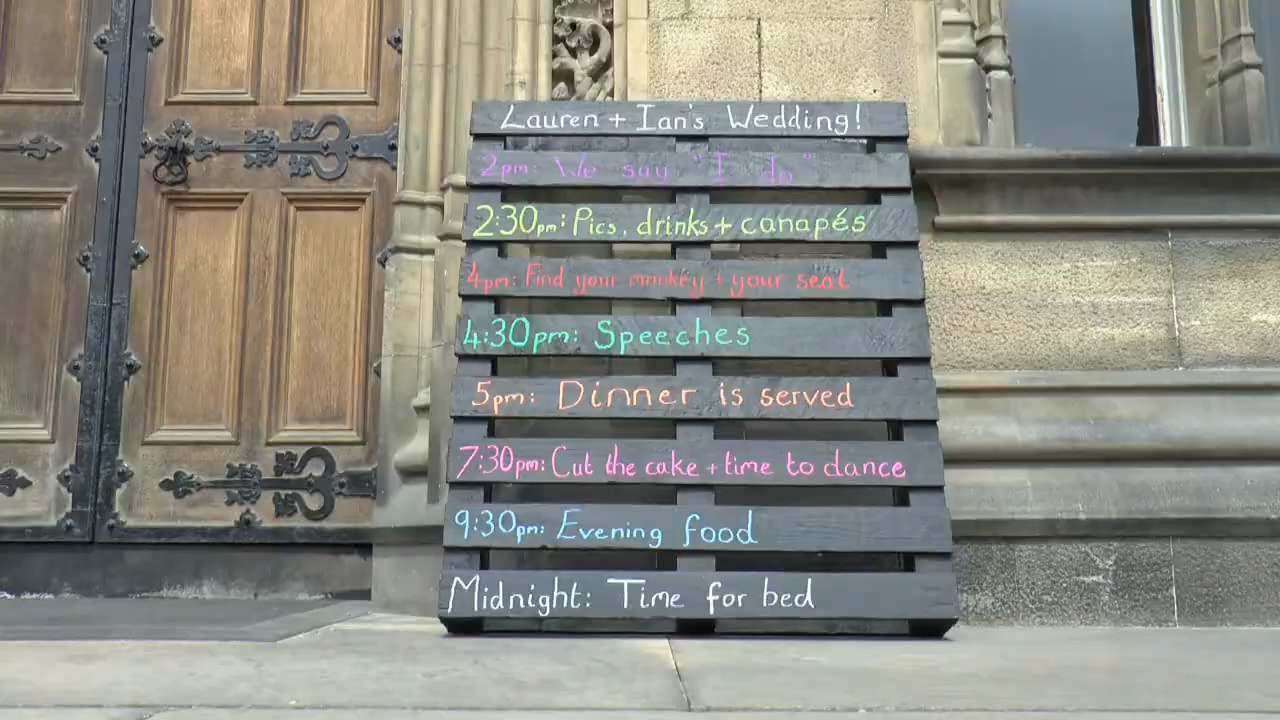 Lauren + Ian's Wedding!
2pm: We say "I do"
2:30pm: Pics, drinks + canapés
4pm: Find your monkey + your seat
4:30pm: Speeches
5pm: Dinner is served
7:30pm: Cut the cake + time to dance
9:30pm: Evening food
Midnight: Time for bed